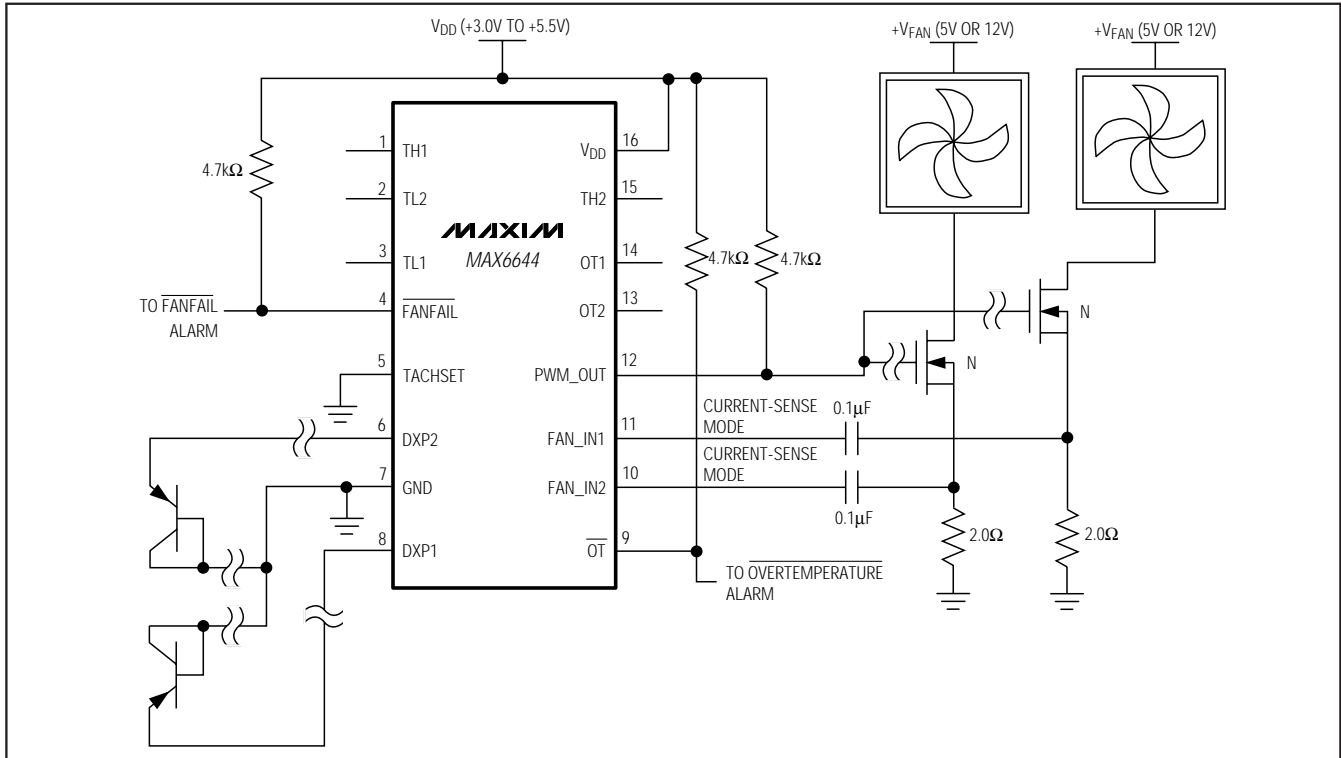 VDD (+3.0V TO +5.5V)
+VFAN (5V OR 12V)
+VFAN (5V OR 12V)
4.7kΩ
1 TH1
2 TL2
3 TL1
4 FANFAIL
5 TACHSET
6 DXP2
7 GND
8 DXP1
MAXIM
MAX6644
VDD 16
TH2 15
OT1 14
OT2 13
PWM_OUT 12
FAN_IN1 11
FAN_IN2 10
OT 9
TO FANFAIL
ALARM
4.7kΩ
4.7kΩ
N
N
CURRENT-SENSE
MODE
0.1µF
CURRENT-SENSE
MODE
0.1µF
2.0Ω
2.0Ω
TO OVERTEMPERATURE
ALARM